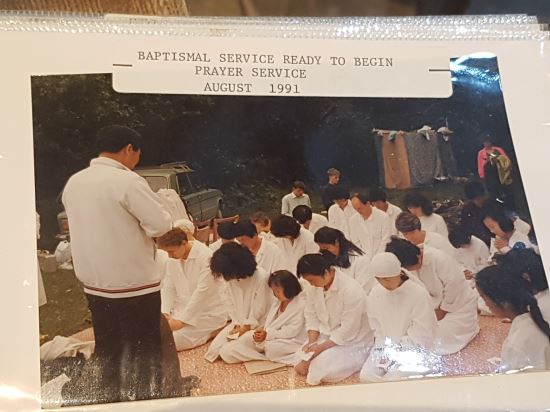 BAPTISMAL SERVICE READY TO BEGIN
PRAYER SERVICE
AUGUST 1991